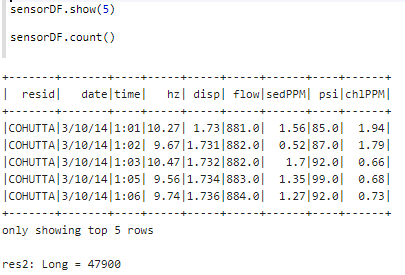 sensorDF.show(5)
sensorDF.count()
+-------+-------+----+-----+-----+-----+------+----+------+
|  resid|   date|time|   hz| disp| flow|sedPPM| psi|chlPPM|
+-------+-------+----+-----+-----+-----+------+----+------+
|COHUTTA|3/10/14|1:01|10.27| 1.73|881.0|  1.56|85.0|  1.94|
|COHUTTA|3/10/14|1:02| 9.67|1.731|882.0|  0.52|87.0|  1.79|
|COHUTTA|3/10/14|1:03|10.47|1.732|882.0|   1.7|92.0|  0.66|
|COHUTTA|3/10/14|1:05| 9.56|1.734|883.0|  1.35|99.0|  0.68|
|COHUTTA|3/10/14|1:06| 9.74|1.736|884.0|  1.27|92.0|  0.73|
+-------+-------+----+-----+-----+-----+------+----+------+
only showing top 5 rows
res2: Long = 47900